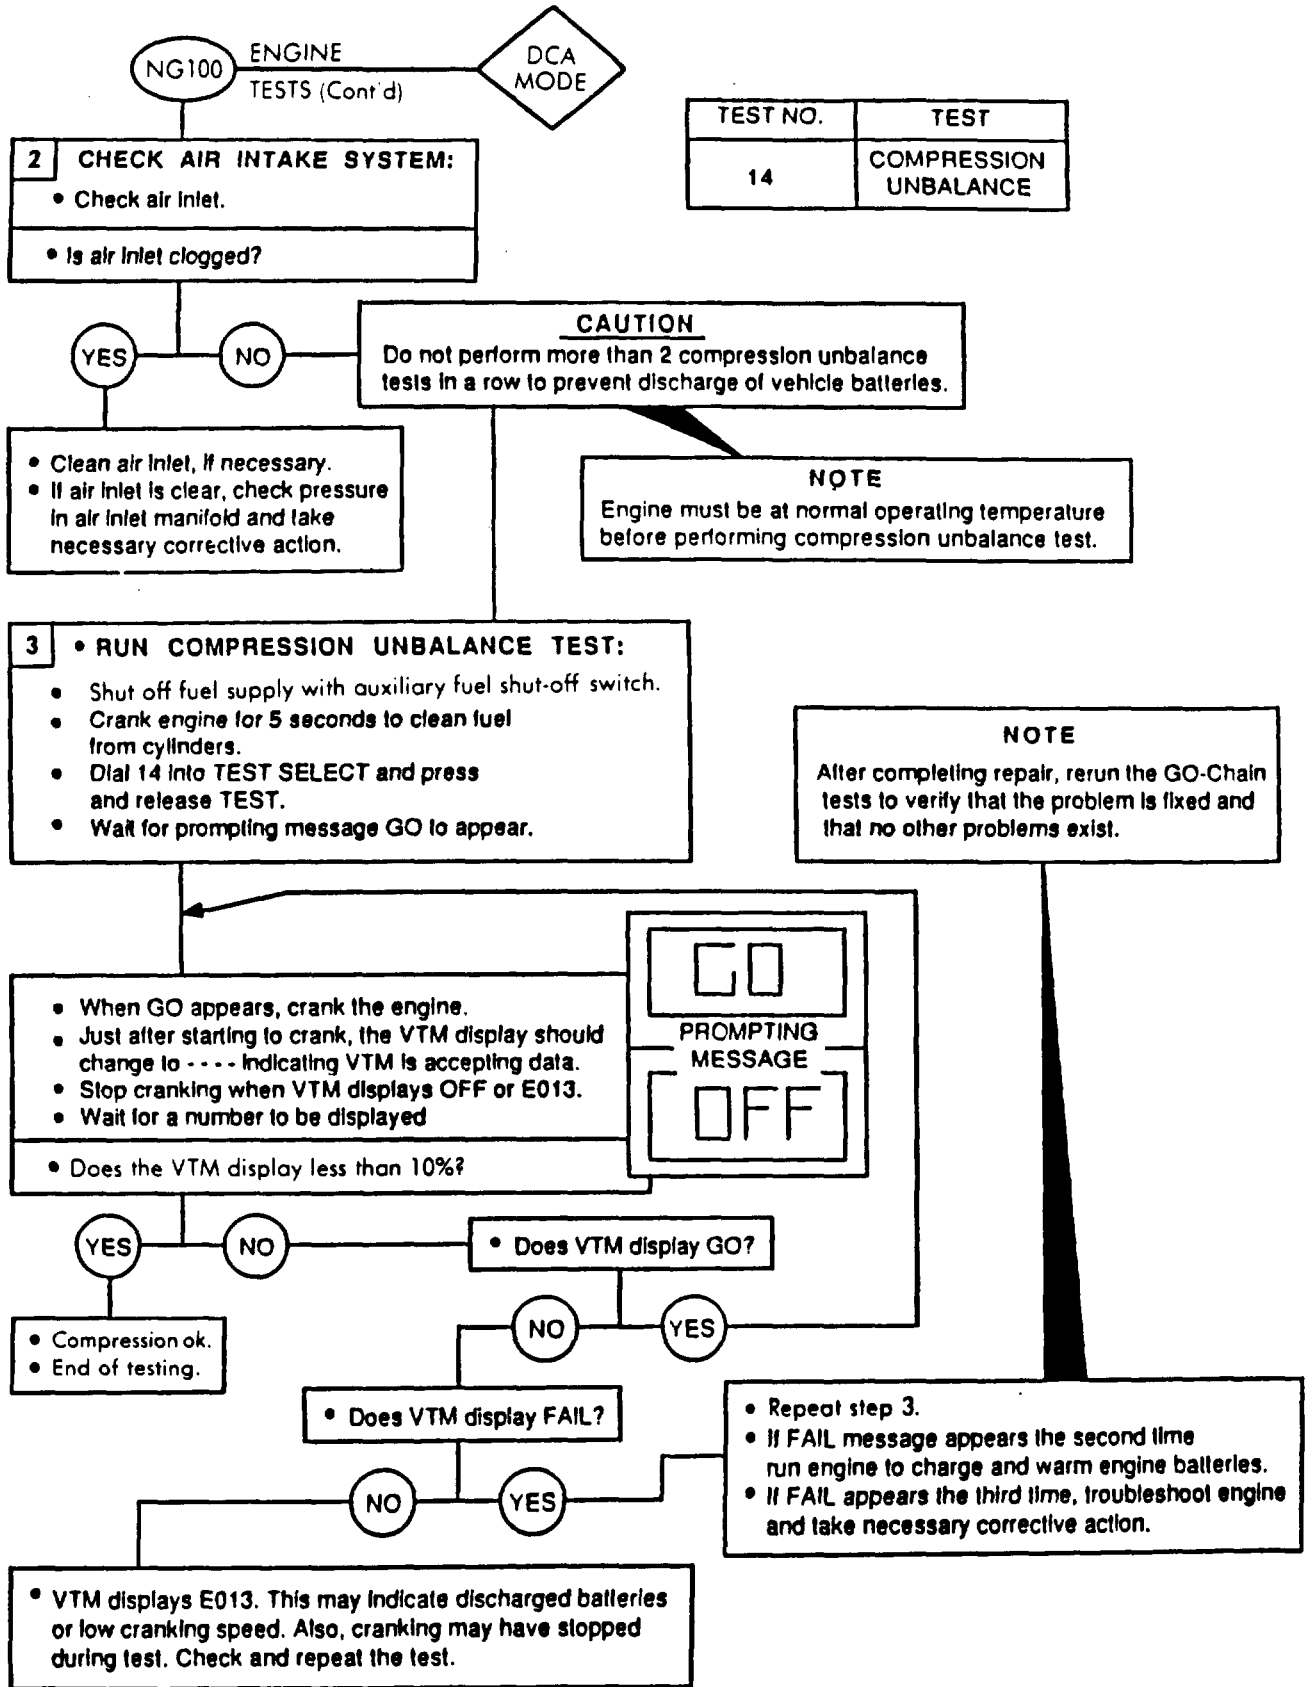 NG100
ENGINE
TESTS (Cont'd)
DCA
MODE
TEST NO.
TEST
14
COMPRESSION
UNBALANCE
2
CHECK AIR INTAKE SYSTEM:
• Check air inlet.
• Is air inlet clogged?
YES
NO
CAUTION
Do not perform more than 2 compression unbalance
tests in a row to prevent discharge of vehicle batteries.
• Clean air inlet, if necessary.
• If air inlet is clear, check pressure
in air inlet manifold and take
necessary corrective action.
NOTE
Engine must be at normal operating temperature
before performing compression unbalance test.
3
• RUN COMPRESSION UNBALANCE TEST:
• Shut off fuel supply with auxiliary fuel shut-off switch.
• Crank engine for 5 seconds to clean fuel
from cylinders.
• Dial 14 into TEST SELECT and press
and release TEST.
• Wait for prompting message GO to appear.
NOTE
After completing repair, rerun the GO-Chain
tests to verify that the problem is fixed and
that no other problems exist.
GO
PROMPTING
MESSAGE
OFF
• When GO appears, crank the engine.
• Just after starting to crank, the VTM display should
change to - - - - indicating VTM is accepting data.
• Stop cranking when VTM displays OFF or E013.
• Wait for a number to be displayed
• Does the VTM display less than 10%?
YES
NO
• Does VTM display GO?
• Compression ok.
• End of testing.
NO
YES
• Does VTM display FAIL?
• Repeat step 3.
• If FAIL message appears the second time
run engine to charge and warm engine batteries.
• If FAIL appears the third time, troubleshoot engine
and take necessary corrective action.
NO
YES
• VTM displays E013. This may indicate discharged batteries
or low cranking speed. Also, cranking may have stopped
during test. Check and repeat the test.